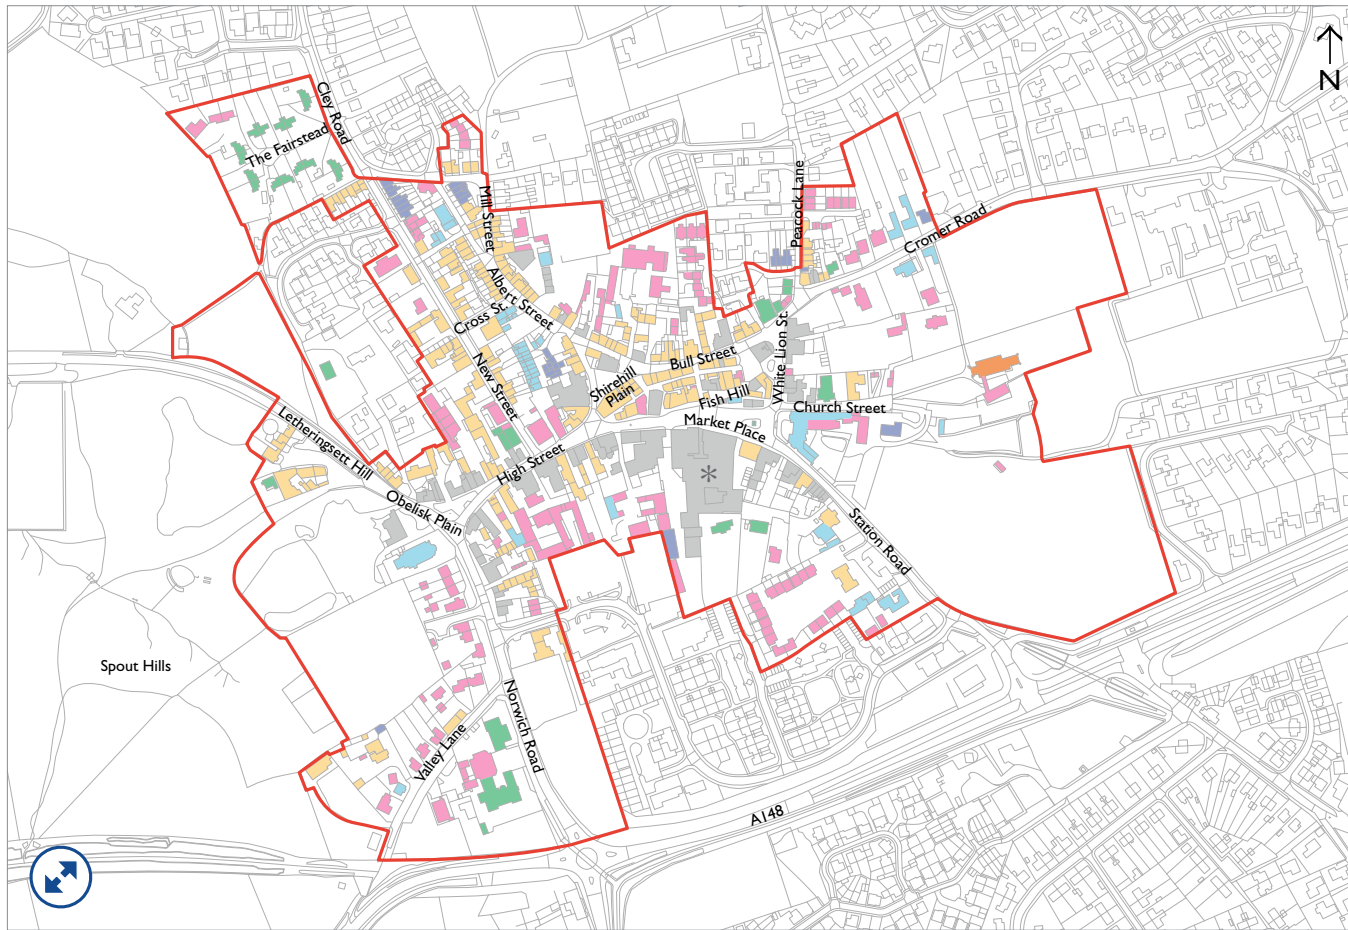 N
Cley Road
The Fairstead
Mill Street
Peacock Lane
Cromer Road
Albert Street
Cross St.
New Street
Shirehill
Plain
Bull Street
White Lion St.
Fish Hill
Church Street
Market Place
Letheringsett Hill
High Street
*
Obelisk Plain
Station Road
Spout Hills
Norwich Road
Valley Lane
A148